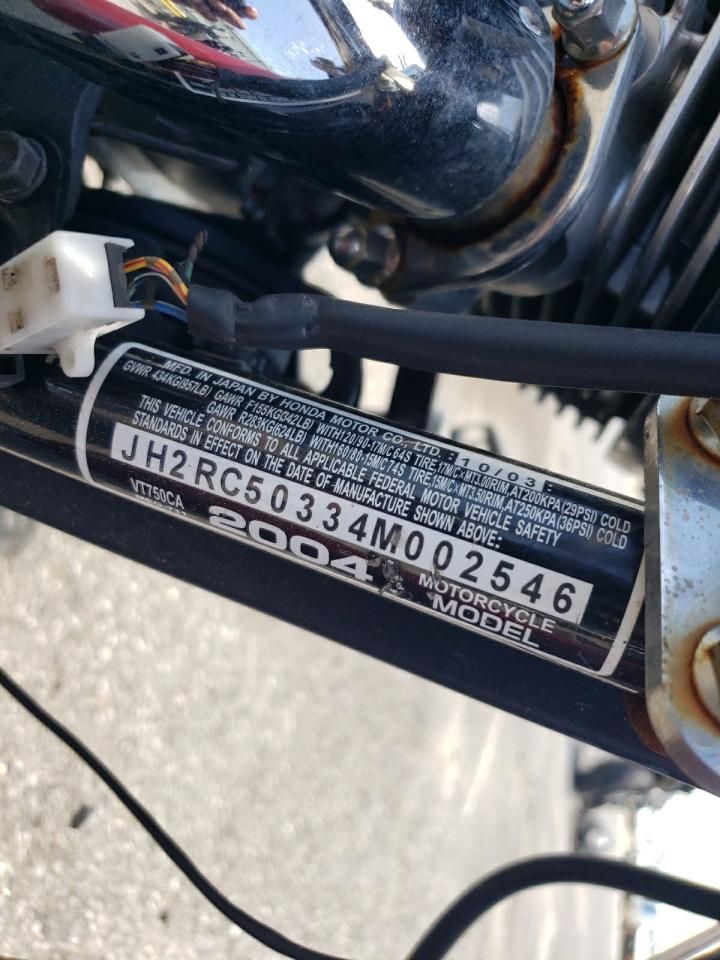 MFD. IN JAPAN BY HONDA MOTOR CO., LTD. : 10/03 :
GVWR 434KG(957LB) GAWR F155KG(342LB) WITH120/90-17M/C 64S TIRE,17M/CXMT3.00RIM,AT200KPA(29PSI) COLD
GAWR R283KG(624LB) WITH160/80-15M/C 74S TIRE,15M/CXMT3.50RIM,AT250KPA(36PSI) COLD
THIS VEHICLE CONFORMS TO ALL APPLICABLE FEDERAL MOTOR VEHICLE SAFETY
STANDARDS IN EFFECT ON THE DATE OF MANUFACTURE SHOWN ABOVE:
JH2RC50334M002546
VT750CA
2004
MOTORCYCLE
MODEL